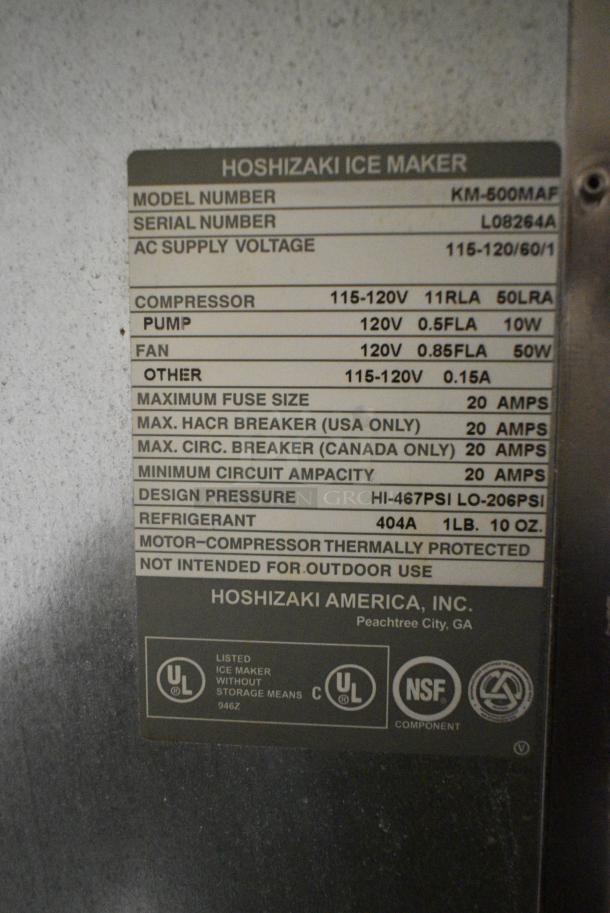 HOSHIZAKI ICE MAKER
MODEL NUMBER KM-500MAF
SERIAL NUMBER L08264A
AC SUPPLY VOLTAGE 115-120/60/1
COMPRESSOR 115-120V 11RLA 50LRA
PUMP 120V 0.5FLA 10W
FAN 120V 0.85FLA 50W
OTHER 115-120V 0.15A
MAXIMUM FUSE SIZE 20 AMPS
MAX. HACR BREAKER (USA ONLY) 20 AMPS
MAX. CIRC. BREAKER (CANADA ONLY) 20 AMPS
MINIMUM CIRCUIT AMPACITY 20 AMPS
DESIGN PRESSURE HI-467PSI LO-206PSI
REFRIGERANT 404A 1LB. 10 OZ.
MOTOR-COMPRESSOR THERMALLY PROTECTED
NOT INTENDED FOR OUTDOOR USE
HOSHIZAKI AMERICA, INC.
Peachtree City, GA
UL ®
LISTED
ICE MAKER
WITHOUT
STORAGE MEANS
946Z
C UL ®
NSF ®
COMPONENT
V